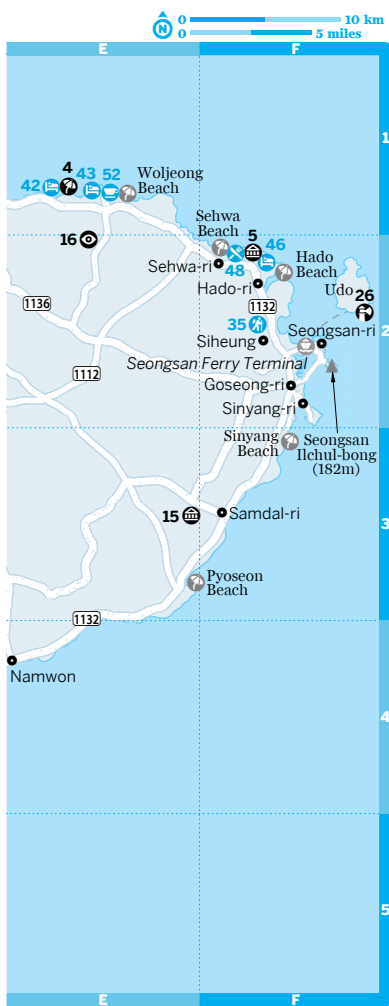 N
0 10 km
0 5 miles
E F
1
42 4 43 52 Woljeong
Beach
16
Sehwa
Beach
5 46
48
Hado
Beach
Sehwa-ri
Hado-ri
Udo 26
1136
1132
35
2
Siheung
Seongsan-ri
Seongsan Ferry Terminal
1112
Goseong-ri
Sinyang-ri
Sinyang
Beach
Seongsan
Ilchul-bong
(182m)
15
Samdal-ri
3
Pyoseon
Beach
1132
Namwon
4
5
E F